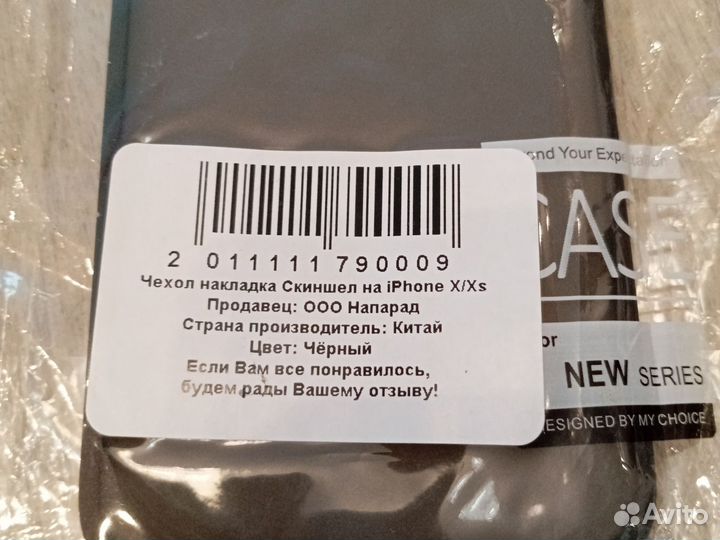 2 011111 790009
Чехол накладка Скиншел на iPhone X/Xs
Продавец: ООО Напарад
Страна производитель: Китай
Цвет: Чёрный
Если Вам все понравилось,
будем рады Вашему отзыву!
Your
CASE
NEW SERIES
DESIGNED BY MY CHOICE
Avito